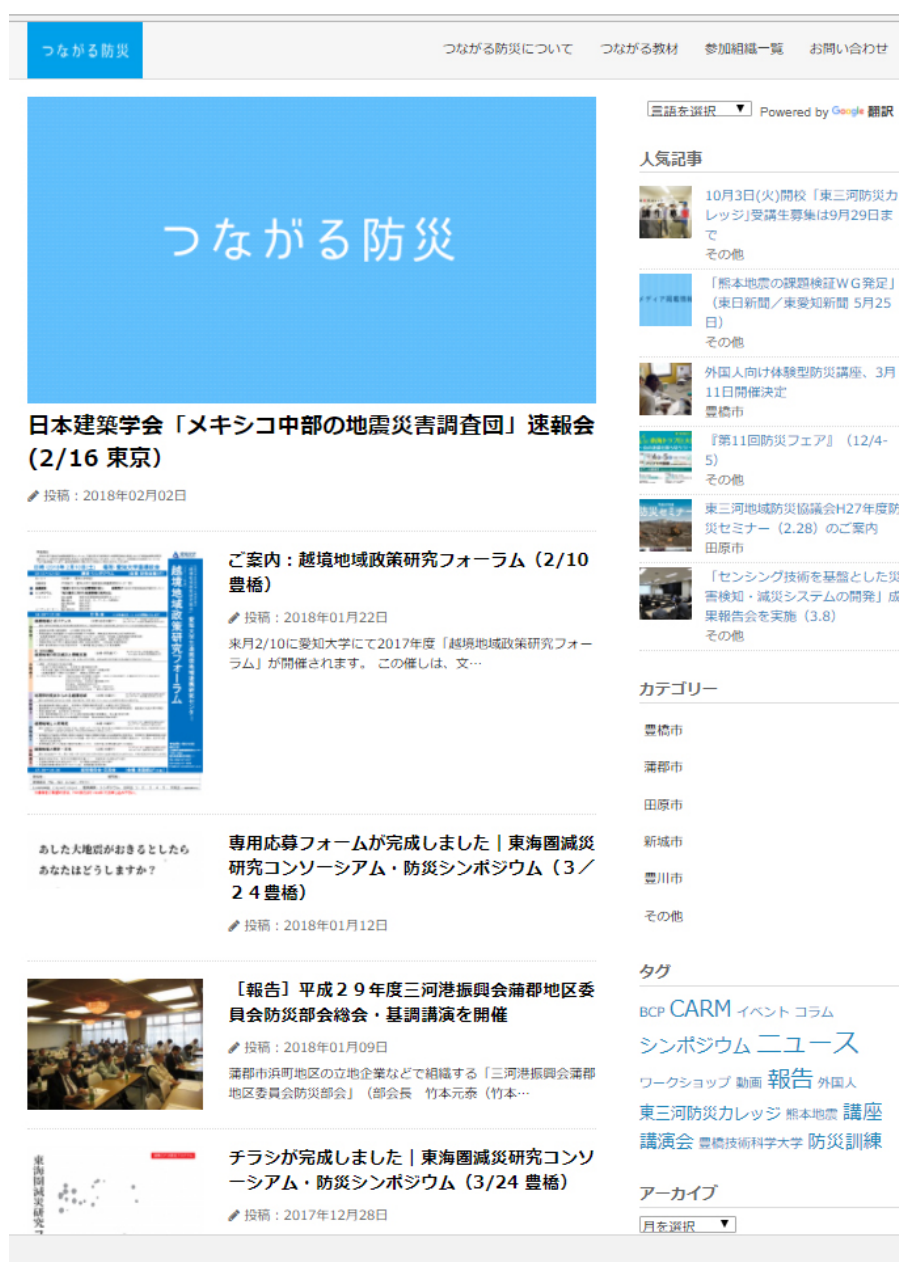 つながる防災
つながる防災について つながる教材 参加組織一覧 お問い合わせ
つながる防災
日本建築学会「メキシコ中部の地震災害調査団」速報会
(2/16 東京)
投稿：2018年02月02日
越境地域政策研究フォーラム
ご案内：越境地域政策研究フォーラム（2/10
豊橋）
投稿：2018年01月22日
来月2/10に愛知大学にて2017年度「越境地域政策研究フォー
ラム」が開催されます。 この催しは、文…
あした大地震がおきるとしたら
あなたはどうしますか？
専用応募フォームが完成しました｜東海圏減災
研究コンソーシアム・防災シンポジウム（３／
２４豊橋）
投稿：2018年01月12日
［報告］平成２９年度三河港振興会蒲郡地区委
員会防災部会総会・基調講演を開催
投稿：2018年01月09日
蒲郡市浜町地区の立地企業などで組織する「三河港振興会蒲郡
地区委員会防災部会」（部会長　竹本元泰（竹本…
東海圏減災研究コ
チラシが完成しました｜東海圏減災研究コンソ
ーシアム・防災シンポジウム（3/24 豊橋）
投稿：2017年12月28日
言語を選択 ▼ Powered by Google 翻訳
人気記事
10月3日(火)開校「東三河防災カ
レッジ」受講生募集は9月29日ま
で
その他
「熊本地震の課題検証ＷＧ発足」
（東日新聞／東愛知新聞 5月25
日）
その他
外国人向け体験型防災講座、3月
11日開催決定
豊橋市
『第11回防災フェア』（12/4-
5）
その他
防災セミナー
東三河地域防災協議会H27年度防
災セミナー（2.28）のご案内
田原市
「センシング技術を基盤とした災
害検知・減災システムの開発」成
果報告会を実施（3.8）
その他
カテゴリー
豊橋市
蒲郡市
田原市
新城市
豊川市
その他
タグ
BCP CARM イベント コラム
シンポジウム ニュース
ワークショップ 動画 報告 外国人
東三河防災カレッジ 熊本地震 講座
講演会 豊橋技術科学大学 防災訓練
アーカイブ
月を選択 ▼